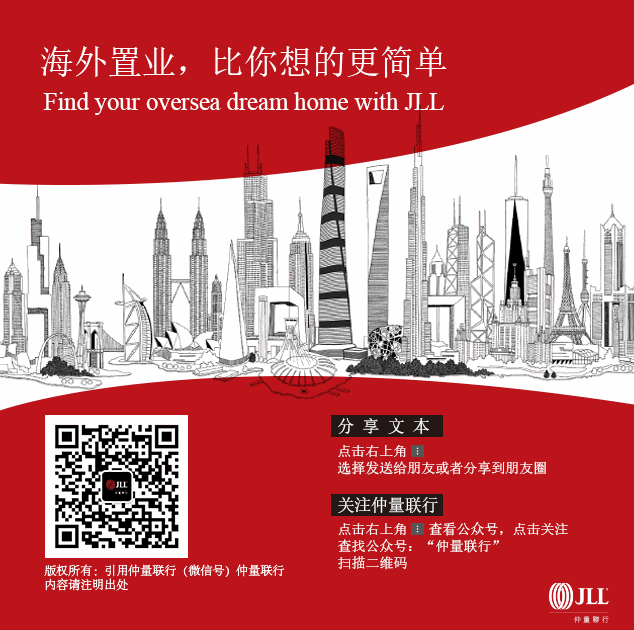 海外置业，比你想的更简单
Find your oversea dream home with JLL
JLL
分享文本
点击右上角
选择发送给朋友或者分享到朋友圈
关注仲量联行
点击右上角 查看公众号，点击关注
查找公众号：“仲量联行”
扫描二维码
版权所有：引用仲量联行（微信号）仲量联行
内容请注明出处
JLL
仲量聯行